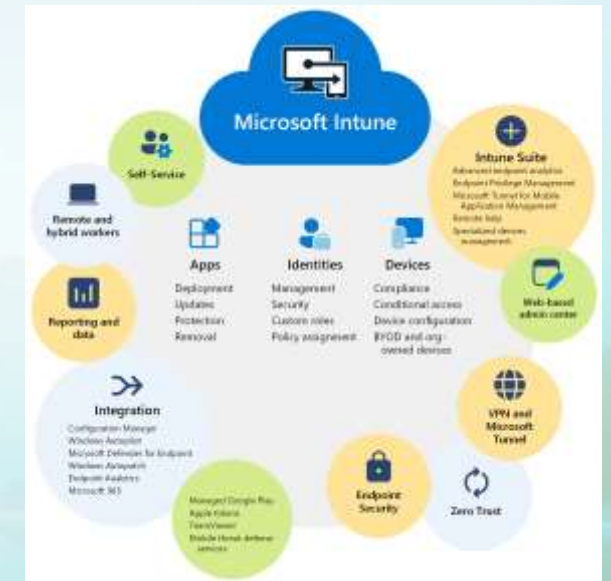 Microsoft Intune
Self-Service
Remote and
hybrid workers
Reporting and
data
Apps
Deployment
Updates
Protection
Removal
Identities
Management
Security
Custom roles
Policy assignment
Devices
Compliance
Conditional access
Device configuration
BYOD and org-
owned devices
Intune Suite
Advanced endpoint analytics
Endpoint Privilege Management
Microsoft Tunnel for Mobile
Application Management
Remote help
Specialized devices
management
Web-based
admin center
Integration
Configuration Manager
Windows Autopilot
Microsoft Defender for Endpoint
Windows Autopatch
Endpoint Analytics
Microsoft 365
Managed Google Play
Apple tokens
TeamViewer
Mobile threat defense
services
Endpoint
Security
VPN and
Microsoft
Tunnel
Zero Trust